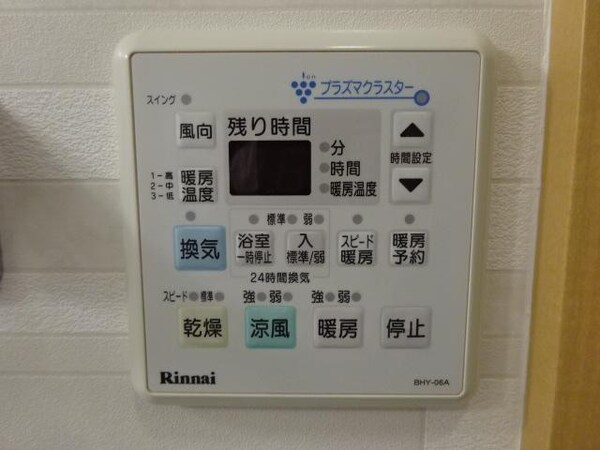 ion
プラズマクラスター
スイング
風向
残り時間
分
時間
暖房温度
▲
時間設定
▼
1－高
2－中
3－低
暖房
温度
標準 弱
換気
浴室
一時停止
入
標準/弱
スピード
暖房
暖房
予約
24時間換気
スピード 標準
強 弱
強 弱
乾燥
涼風
暖房
停止
Rinnai
BHY-06A